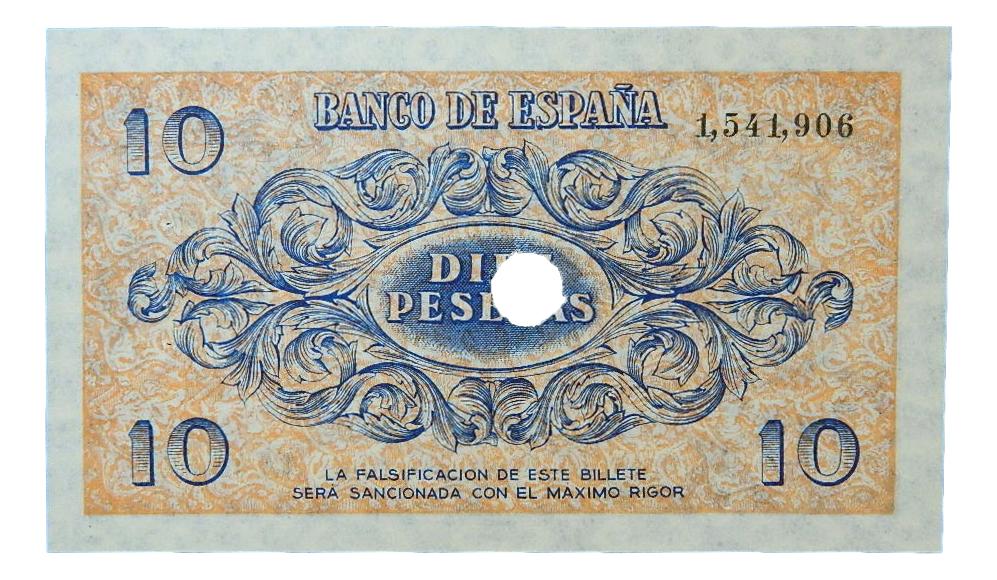 10
BANCO DE ESPAÑA
1,541,906
10
10
LA FALSIFICACION DE ESTE BILLETE
SERÁ SANCIONADA CON EL MAXIMO RIGOR